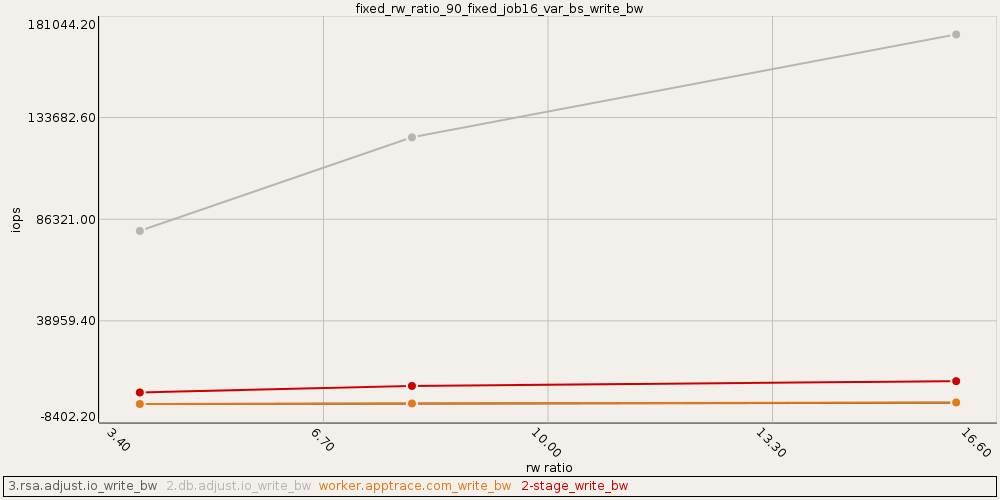 fixed_rw_ratio_90_fixed_job16_var_bs_write_bw
181044.20
133682.60
86321.00
38959.40
-8402.20
iops
3.40
6.70
10.00
13.30
16.60
rw ratio
3.rsa.adjust.io_write_bw 2.db.adjust.io_write_bw worker.apptrace.com_write_bw 2-stage_write_bw